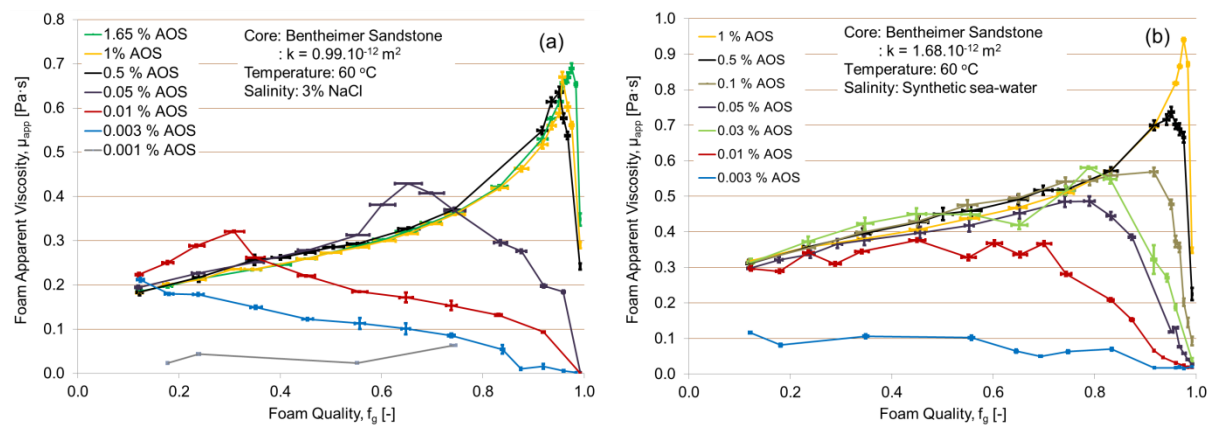 (a)
Core: Bentheimer Sandstone
: k = 0.99.10-12 m2
Temperature: 60 oC
Salinity: 3% NaCl
1.65 % AOS
1% AOS
0.5 % AOS
0.05 % AOS
0.01 % AOS
0.003 % AOS
0.001 % AOS
Foam Apparent Viscosity, µapp [Pa·s]
0.8
0.7
0.6
0.5
0.4
0.3
0.2
0.1
0.0
0.0 0.2 0.4 0.6 0.8 1.0
Foam Quality, fg [-]
(b)
Core: Bentheimer Sandstone
: k = 1.68.10-12 m2
Temperature: 60 oC
Salinity: Synthetic sea-water
1 % AOS
0.5 % AOS
0.1 % AOS
0.05 % AOS
0.03 % AOS
0.01 % AOS
0.003 % AOS
Foam Apparent Viscosity, µapp [Pa·s]
1.0
0.9
0.8
0.7
0.6
0.5
0.4
0.3
0.2
0.1
0.0
0.0 0.2 0.4 0.6 0.8 1.0
Foam Quality, fg [-]